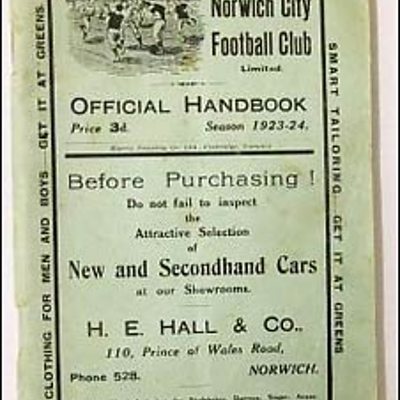 Norwich City
Football Club
Limited.
OFFICIAL HANDBOOK
Price 3d. Season 1923-24.
Before Purchasing!
Do not fail to inspect
the
Attractive Selection
of
New and Secondhand Cars
at our Showrooms.
H. E. HALL & Co.,
110, Prince of Wales Road,
Phone 528. NORWICH.
CLOTHING FOR MEN AND BOYS—GET IT AT GREENS.
SMART TAILORING—GET IT AT GREENS